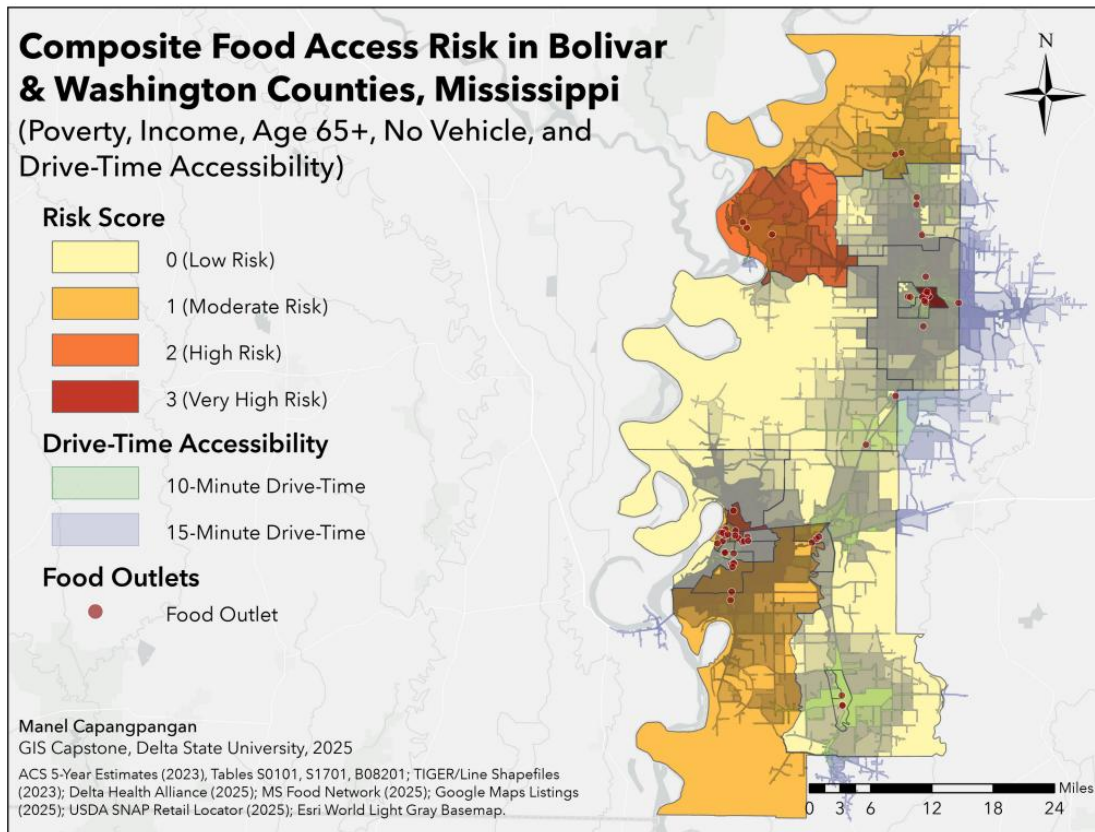 Composite Food Access Risk in Bolivar
& Washington Counties, Mississippi
(Poverty, Income, Age 65+, No Vehicle, and
Drive-Time Accessibility)
N
Risk Score
0 (Low Risk)
1 (Moderate Risk)
2 (High Risk)
3 (Very High Risk)
Drive-Time Accessibility
10-Minute Drive-Time
15-Minute Drive-Time
Food Outlets
Food Outlet
Manel Capangpangan
GIS Capstone, Delta State University, 2025
ACS 5-Year Estimates (2023), Tables S0101, S1701, B08201; TIGER/Line Shapefiles
(2023); Delta Health Alliance (2025); MS Food Network (2025); Google Maps Listings
(2025); USDA SNAP Retail Locator (2025); Esri World Light Gray Basemap.
Miles
0 3 6 12 18 24